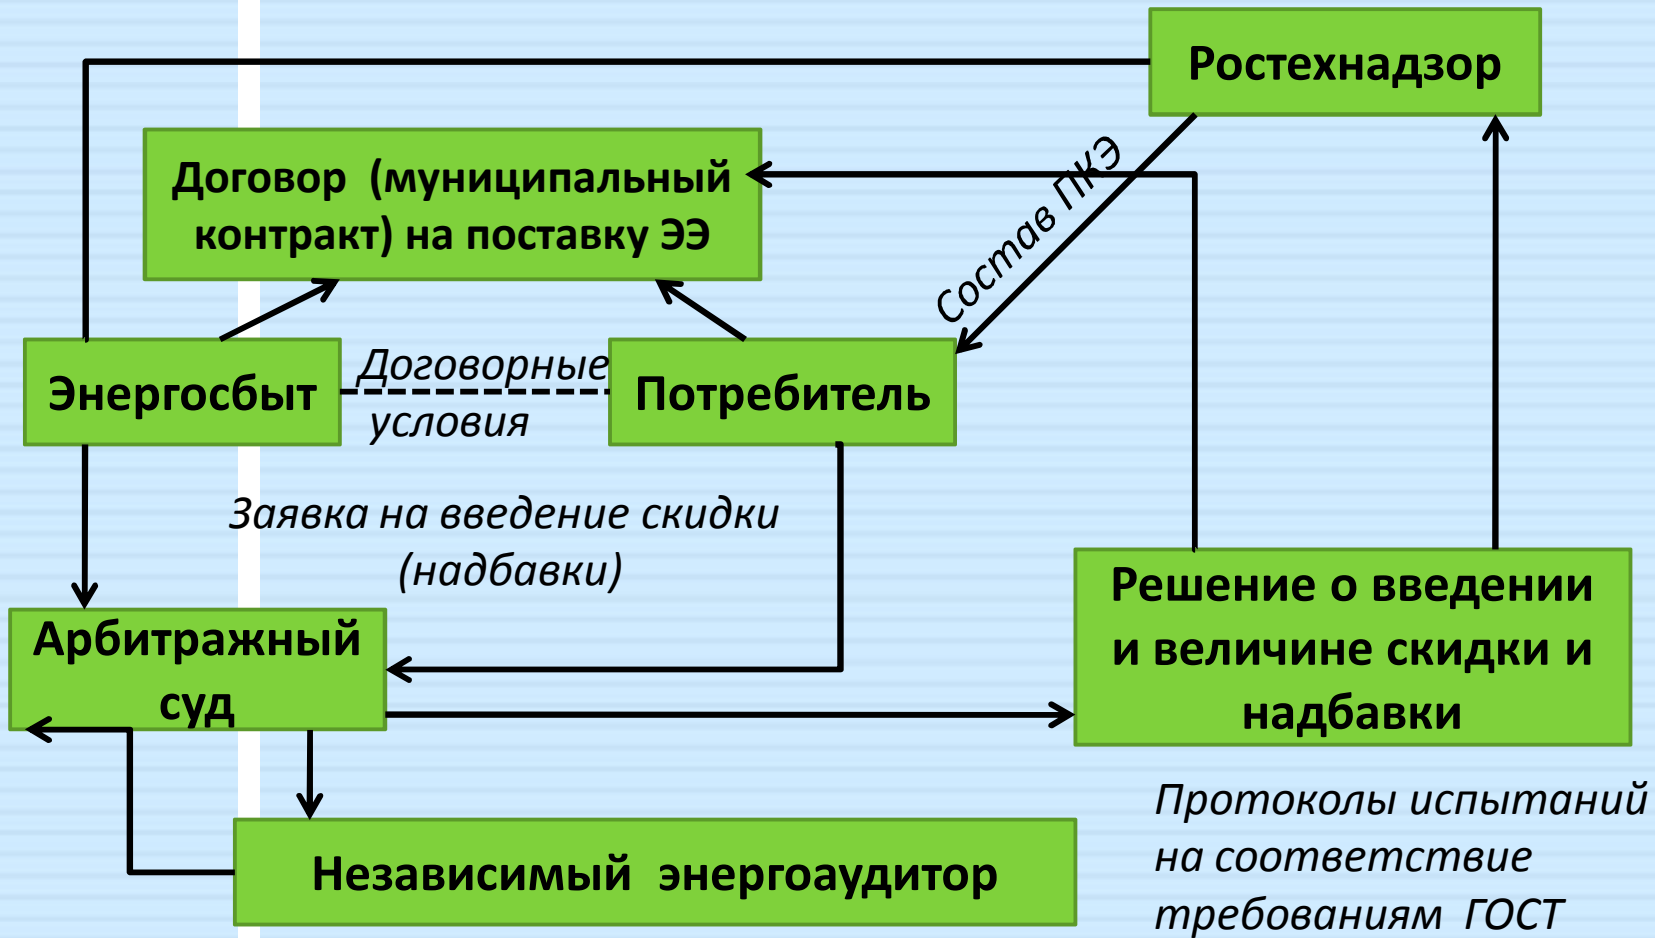 Ростехнадзор
Договор (муниципальный
контракт) на поставку ЭЭ
Состав ПКЭ
Энергосбыт
Договорные
условия
Потребитель
Заявка на введение скидки
(надбавки)
Арбитражный
суд
Решение о введении
и величине скидки и
надбавки
Независимый энергоаудитор
Протоколы испытаний
на соответствие
требованиям ГОСТ